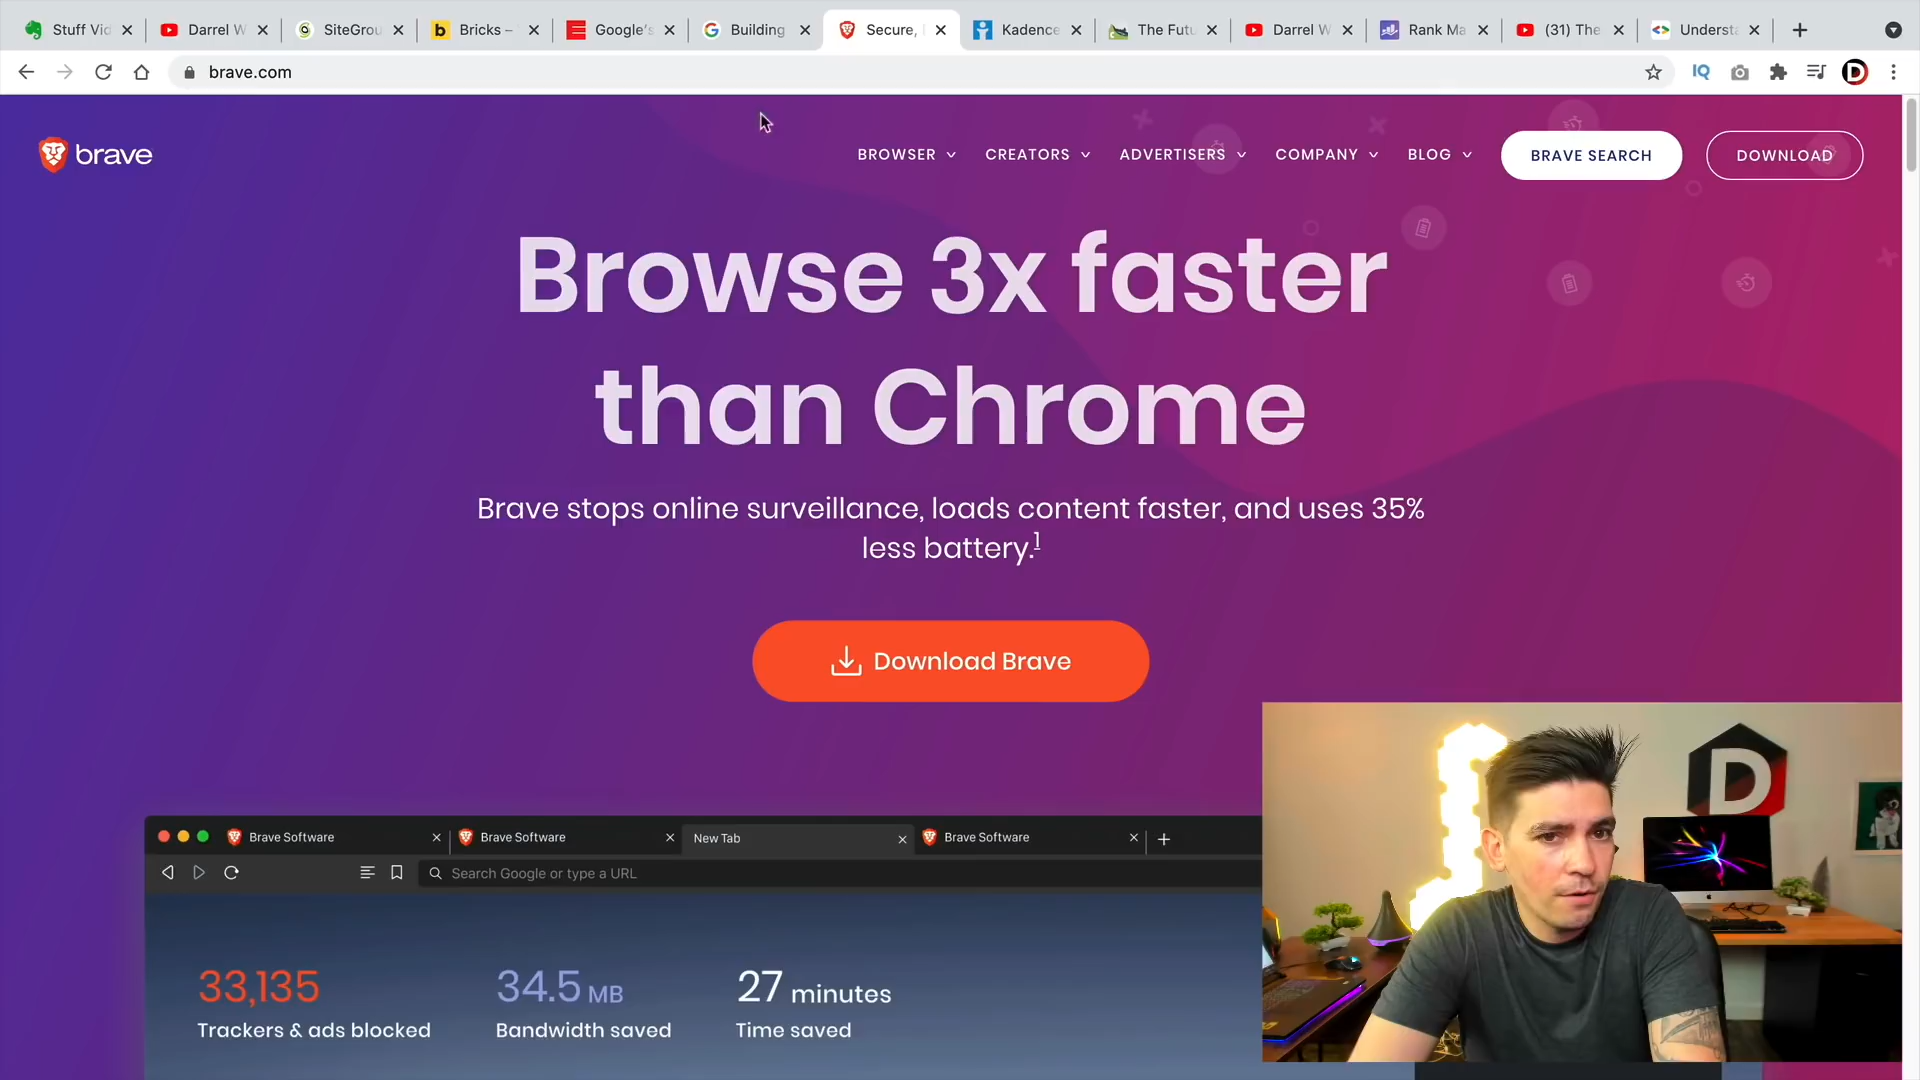 Stuff Vid
Darrel W
SiteGrou
Bricks –
Google's
Building
Secure,
Kadence
The Futu
Darrel W
Rank Ma
(31) The
Understa
brave.com
IQ
D
brave
BROWSER
CREATORS
ADVERTISERS
COMPANY
BLOG
BRAVE SEARCH
DOWNLOAD
Browse 3x faster
than Chrome
Brave stops online surveillance, loads content faster, and uses 35%
less battery.1
Download Brave
Brave Software
Brave Software
New Tab
Brave Software
Search Google or type a URL
33,135
Trackers & ads blocked
34.5 MB
Bandwidth saved
27 minutes
Time saved
D